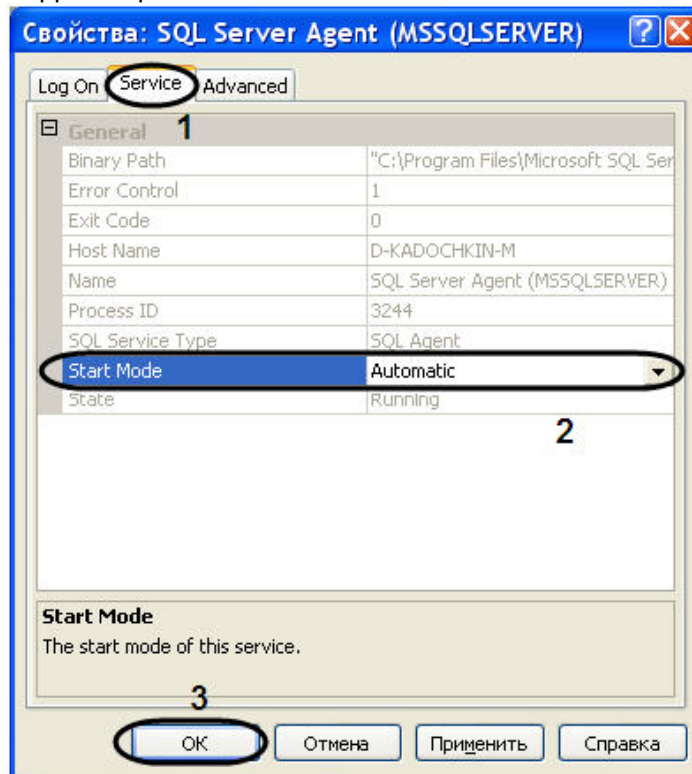 Свойства: SQL Server Agent (MSSQLSERVER)
Log On Service Advanced
1
General
Binary Path "C:\Program Files\Microsoft SQL Ser
Error Control 1
Exit Code 0
Host Name D-KADOCHKIN-M
Name SQL Server Agent (MSSQLSERVER)
Process ID 3244
SQL Service Type SQL Agent
Start Mode Automatic
State Running
2
Start Mode
The start mode of this service.
3
ОК Отмена Применить Справка